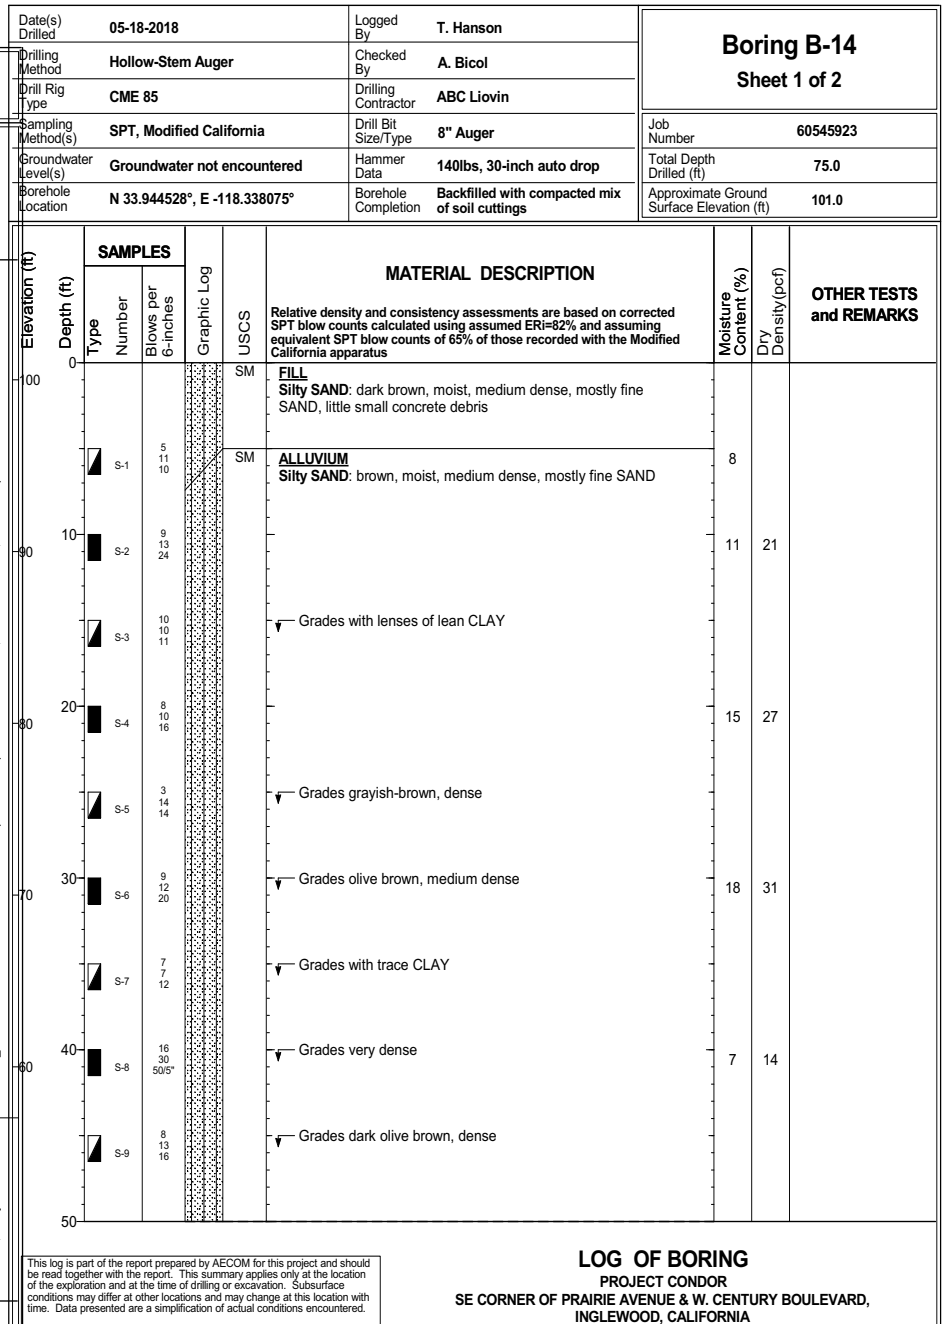 Date(s)
Drilled
05-18-2018
Logged
By
T. Hanson
Boring B-14
Sheet 1 of 2
Drilling
Method
Hollow-Stem Auger
Checked
By
A. Bicol
Drill Rig
Type
CME 85
Drilling
Contractor
ABC Liovin
Sampling
Method(s)
SPT, Modified California
Drill Bit
Size/Type
8" Auger
Job
Number
60545923
Groundwater
Level(s)
Groundwater not encountered
Hammer
Data
140lbs, 30-inch auto drop
Total Depth
Drilled (ft)
75.0
Borehole
Location
N 33.944528°, E -118.338075°
Borehole
Completion
Backfilled with compacted mix
of soil cuttings
Approximate Ground
Surface Elevation (ft)
101.0
Elevation (ft)
Depth (ft)
SAMPLES
Type
Number
Blows per
6-inches
Graphic Log
USCS
MATERIAL DESCRIPTION
Relative density and consistency assessments are based on corrected
SPT blow counts calculated using assumed ERi=82% and assuming
equivalent SPT blow counts of 65% of those recorded with the Modified
California apparatus
Moisture
Content (%)
Dry
Density(pcf)
OTHER TESTS
and REMARKS
0
100
SM
FILL
Silty SAND: dark brown, moist, medium dense, mostly fine
SAND, little small concrete debris
S-1
5
11
10
SM
ALLUVIUM
Silty SAND: brown, moist, medium dense, mostly fine SAND
8
10
90
S-2
9
13
24
11
21
S-3
10
10
11
Grades with lenses of lean CLAY
20
80
S-4
8
10
16
15
27
S-5
3
14
14
Grades grayish-brown, dense
30
70
S-6
9
12
20
Grades olive brown, medium dense
18
31
S-7
7
7
12
Grades with trace CLAY
40
60
S-8
16
30
50/5"
Grades very dense
7
14
S-9
8
13
16
Grades dark olive brown, dense
50
This log is part of the report prepared by AECOM for this project and should
be read together with the report. This summary applies only at the location
of the exploration and at the time of drilling or excavation. Subsurface
conditions may differ at other locations and may change at this location with
time. Data presented are a simplification of actual conditions encountered.
LOG OF BORING
PROJECT CONDOR
SE CORNER OF PRAIRIE AVENUE & W. CENTURY BOULEVARD,
INGLEWOOD, CALIFORNIA